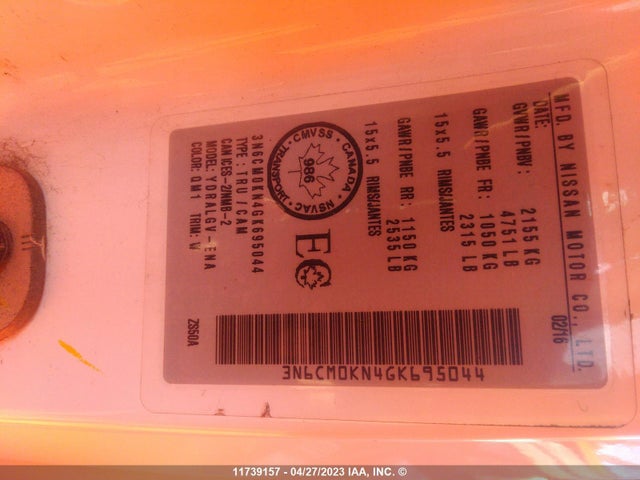 MFD. BY NISSAN MOTOR CO., LTD.
DATE: 02/16
GVWR/PNBV: 2155 KG
4751 LB
GAWR/PNBE FR: 1050 KG
2315 LB
15x5.5 RIMS/JANTES
GAWR/PNBE RR: 1150 KG
2535 LB
15x5.5 RIMS/JANTES
CMVSS · CANADA
986
TRANSPORT · NSVAC
EC
3N6CM0KN4GK695044
TYPE: TRU/CAM
CAN ICES-2/NMB-2
MODEL: YDRALGV-ENA
COLOR: QM1 TRIM: W
ZS50A
3N6CM0KN4GK695044
11739157 - 04/27/2023 IAA, INC. ©